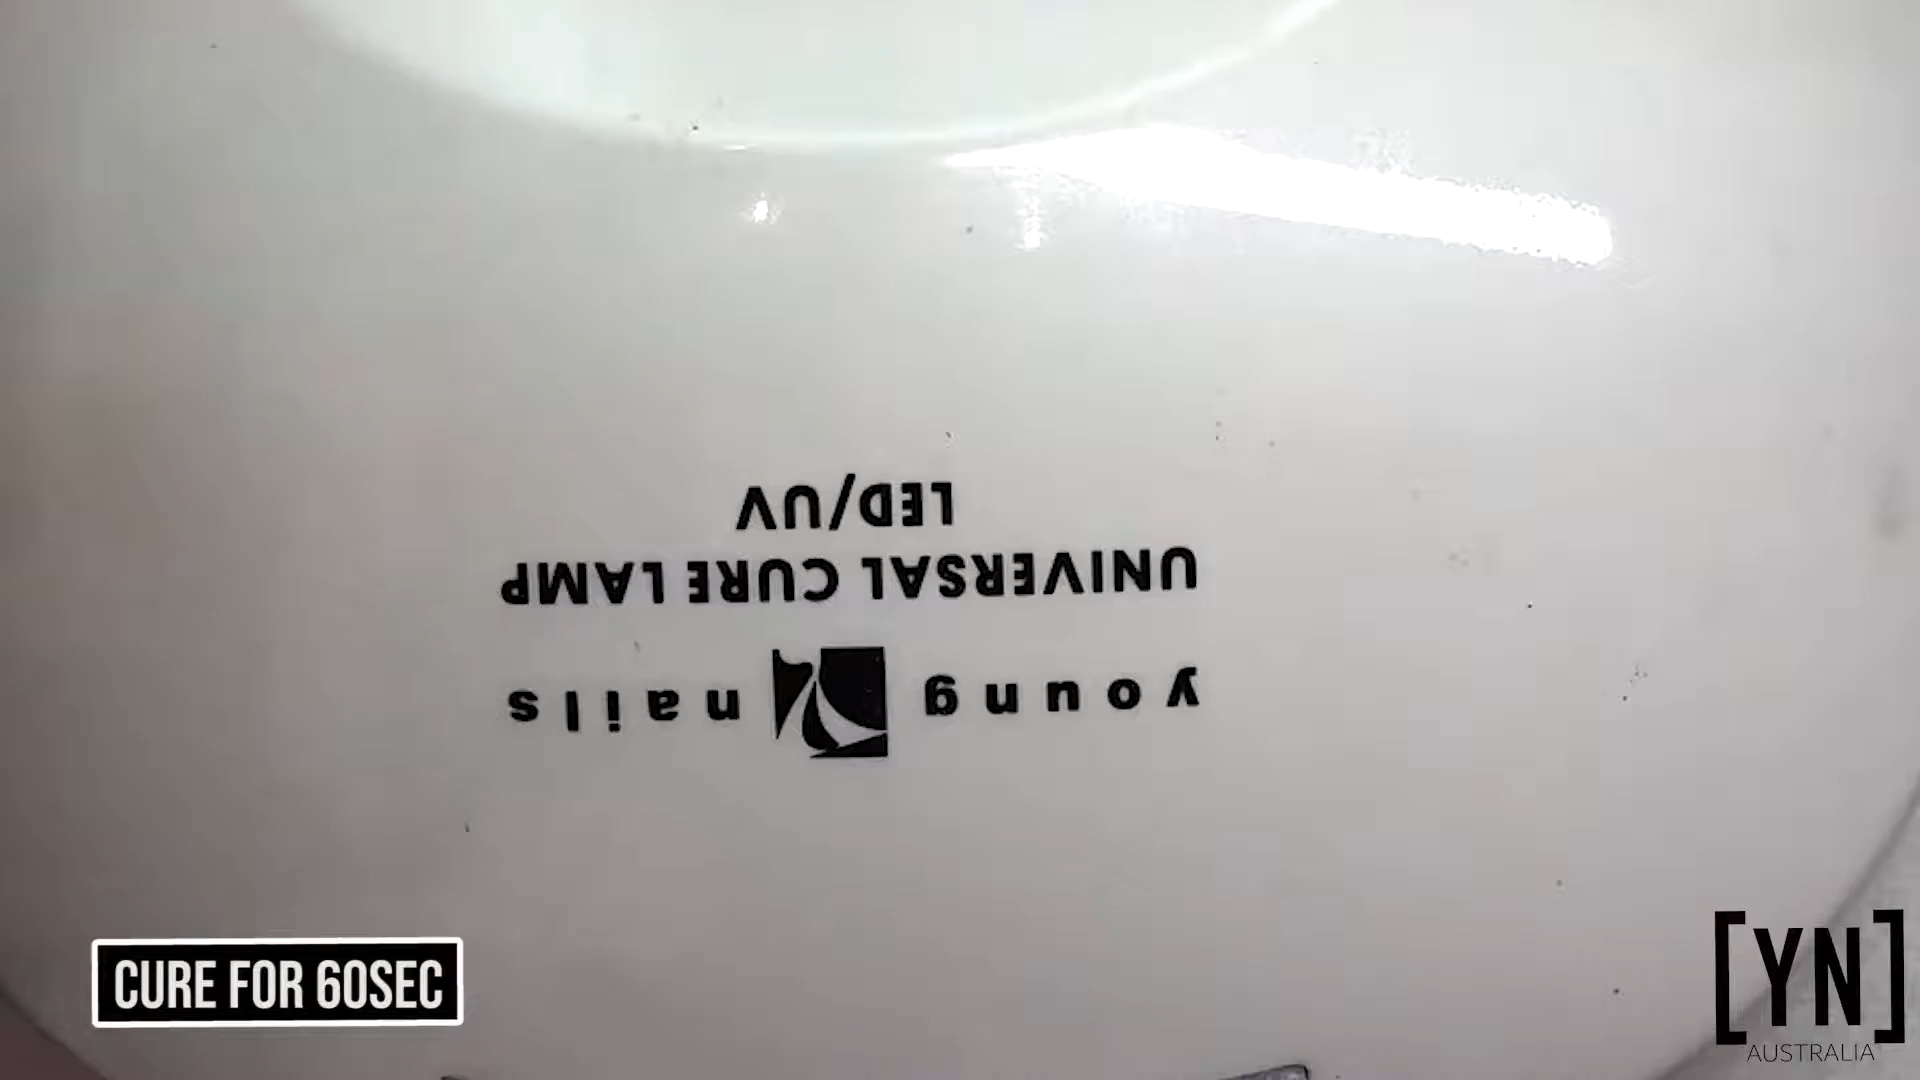 young nails
UNIVERSAL CURE LAMP
LED/UV
CURE FOR 60SEC
[YN]
AUSTRALIA